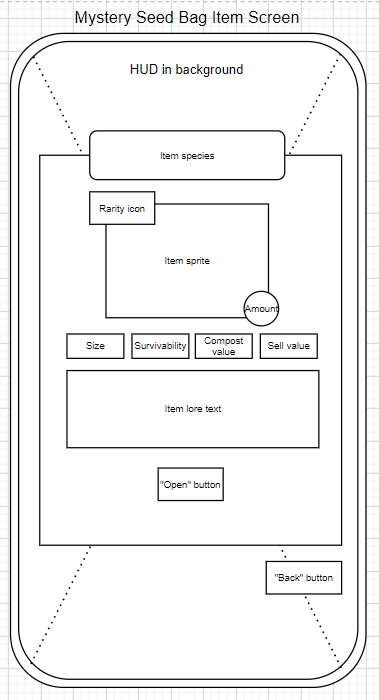 Mystery Seed Bag Item Screen
HUD in background
Item species
Rarity icon
Item sprite
Amount
Size
Survivability
Compost
value
Sell value
Item lore text
"Open" button
"Back" button